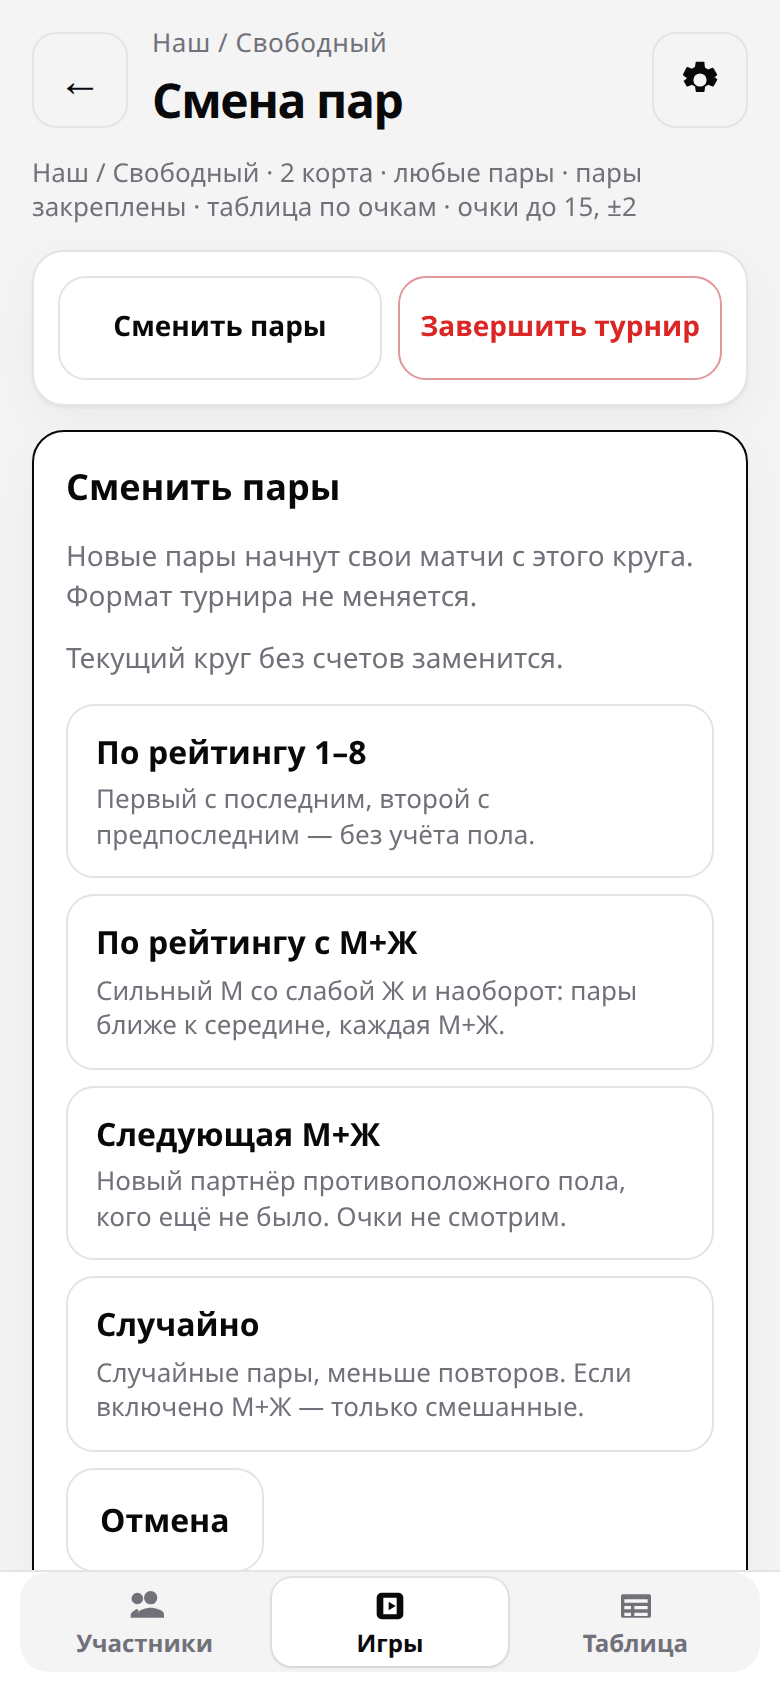 ←
Наш / Свободный
Смена пар
Наш / Свободный · 2 корта · любые пары · пары
закреплены · таблица по очкам · очки до 15, ±2
Сменить пары
Завершить турнир
Сменить пары
Новые пары начнут свои матчи с этого круга.
Формат турнира не меняется.
Текущий круг без счетов заменится.
По рейтингу 1–8
Первый с последним, второй с
предпоследним — без учёта пола.
По рейтингу с М+Ж
Сильный М со слабой Ж и наоборот: пары
ближе к середине, каждая М+Ж.
Следующая М+Ж
Новый партнёр противоположного пола,
кого ещё не было. Очки не смотрим.
Случайно
Случайные пары, меньше повторов. Если
включено М+Ж — только смешанные.
Отмена
Участники
Игры
Таблица